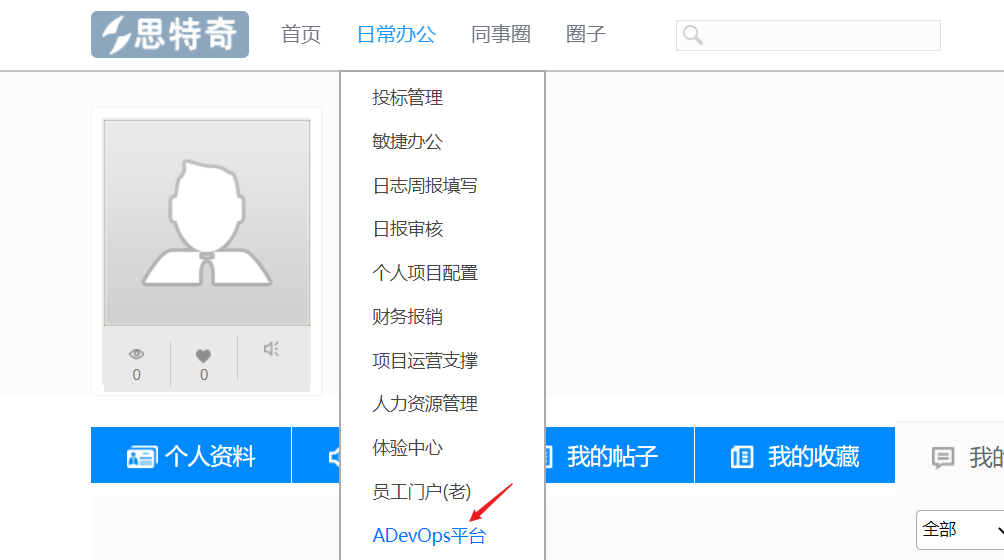 思特奇 首页 日常办公 同事圈 圈子
投标管理
敏捷办公
日志周报填写
日报审核
个人项目配置
财务报销
项目运营支撑
0 0
人力资源管理
体验中心
个人资料 我的帖子 我的收藏 我的
员工门户(老)
ADevOps平台
全部